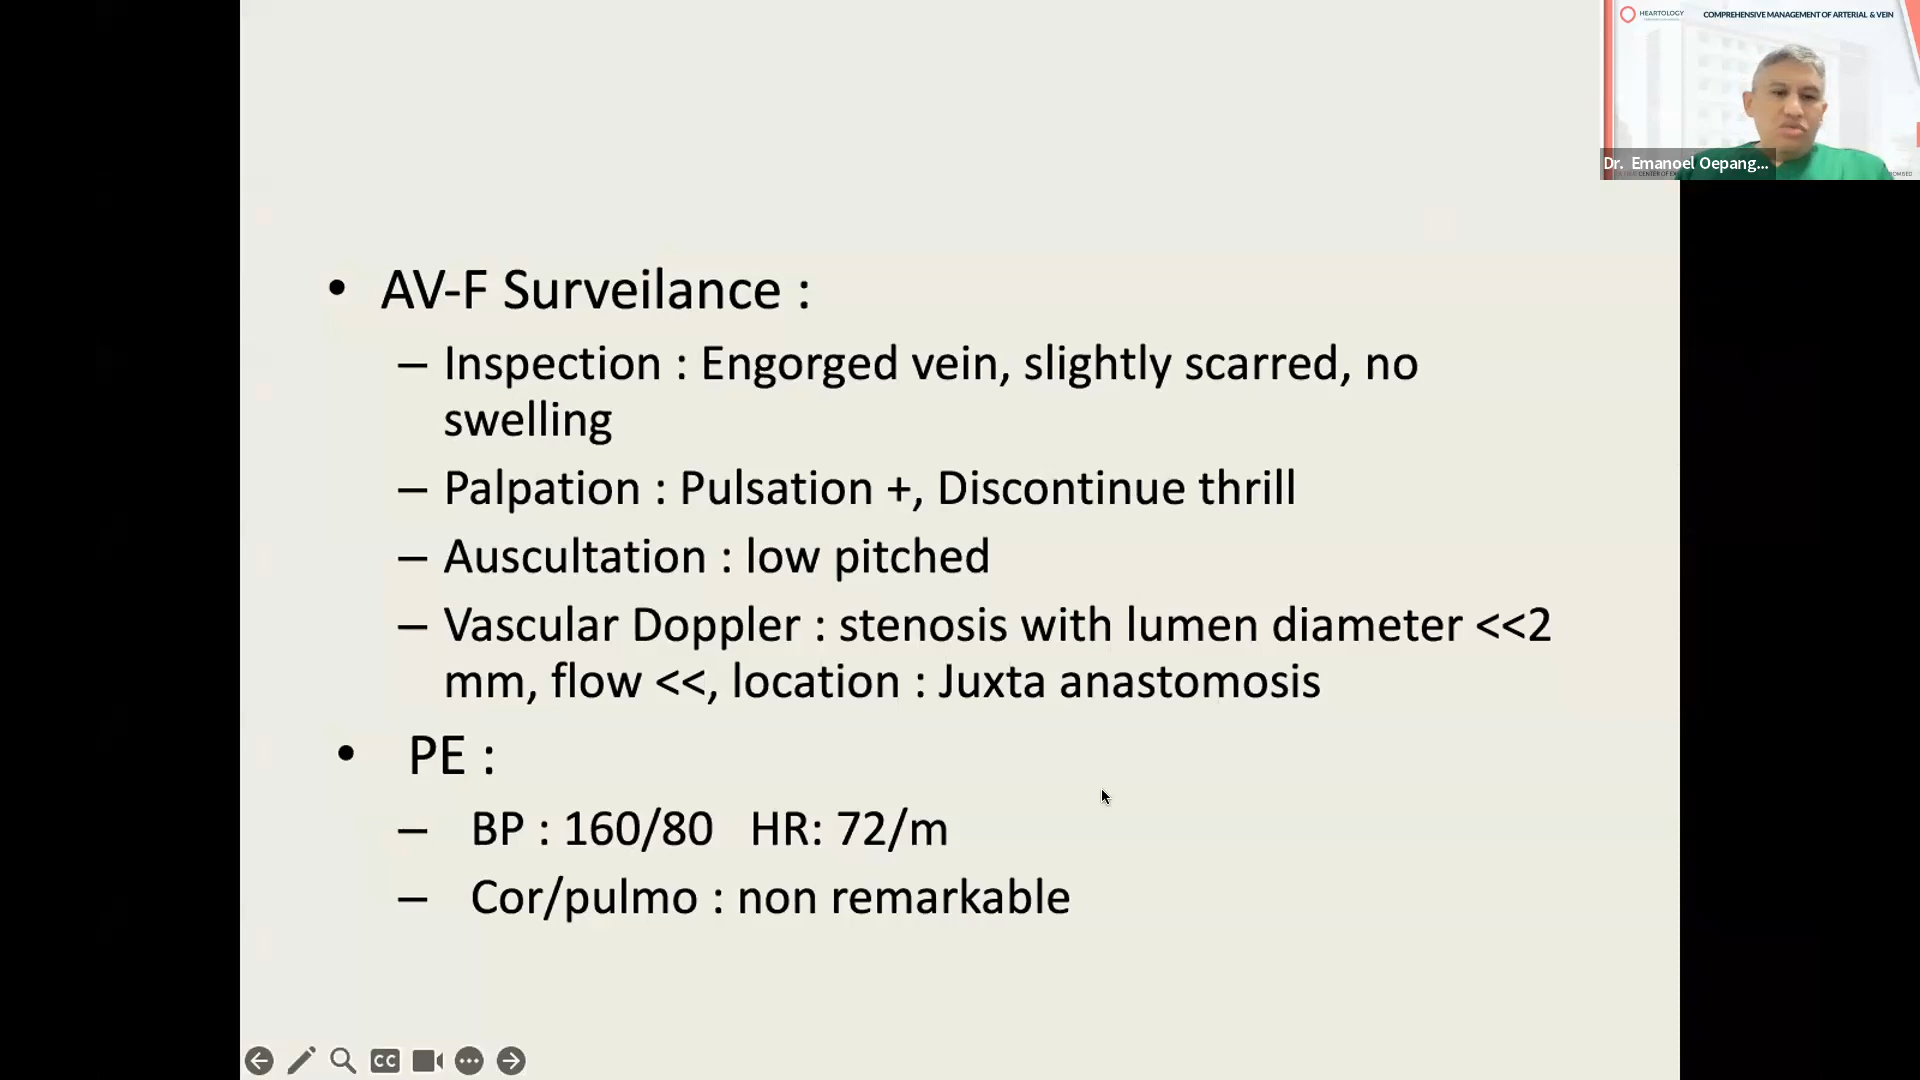 HEARTOLOGY
COMPREHENSIVE MANAGEMENT OF ARTERIAL & VEIN
Dr. Emanoel Oepang...
• AV-F Surveilance :
– Inspection : Engorged vein, slightly scarred, no
swelling
– Palpation : Pulsation +, Discontinue thrill
– Auscultation : low pitched
– Vascular Doppler : stenosis with lumen diameter <<2
mm, flow <<, location : Juxta anastomosis
• PE :
– BP : 160/80 HR: 72/m
– Cor/pulmo : non remarkable
CC